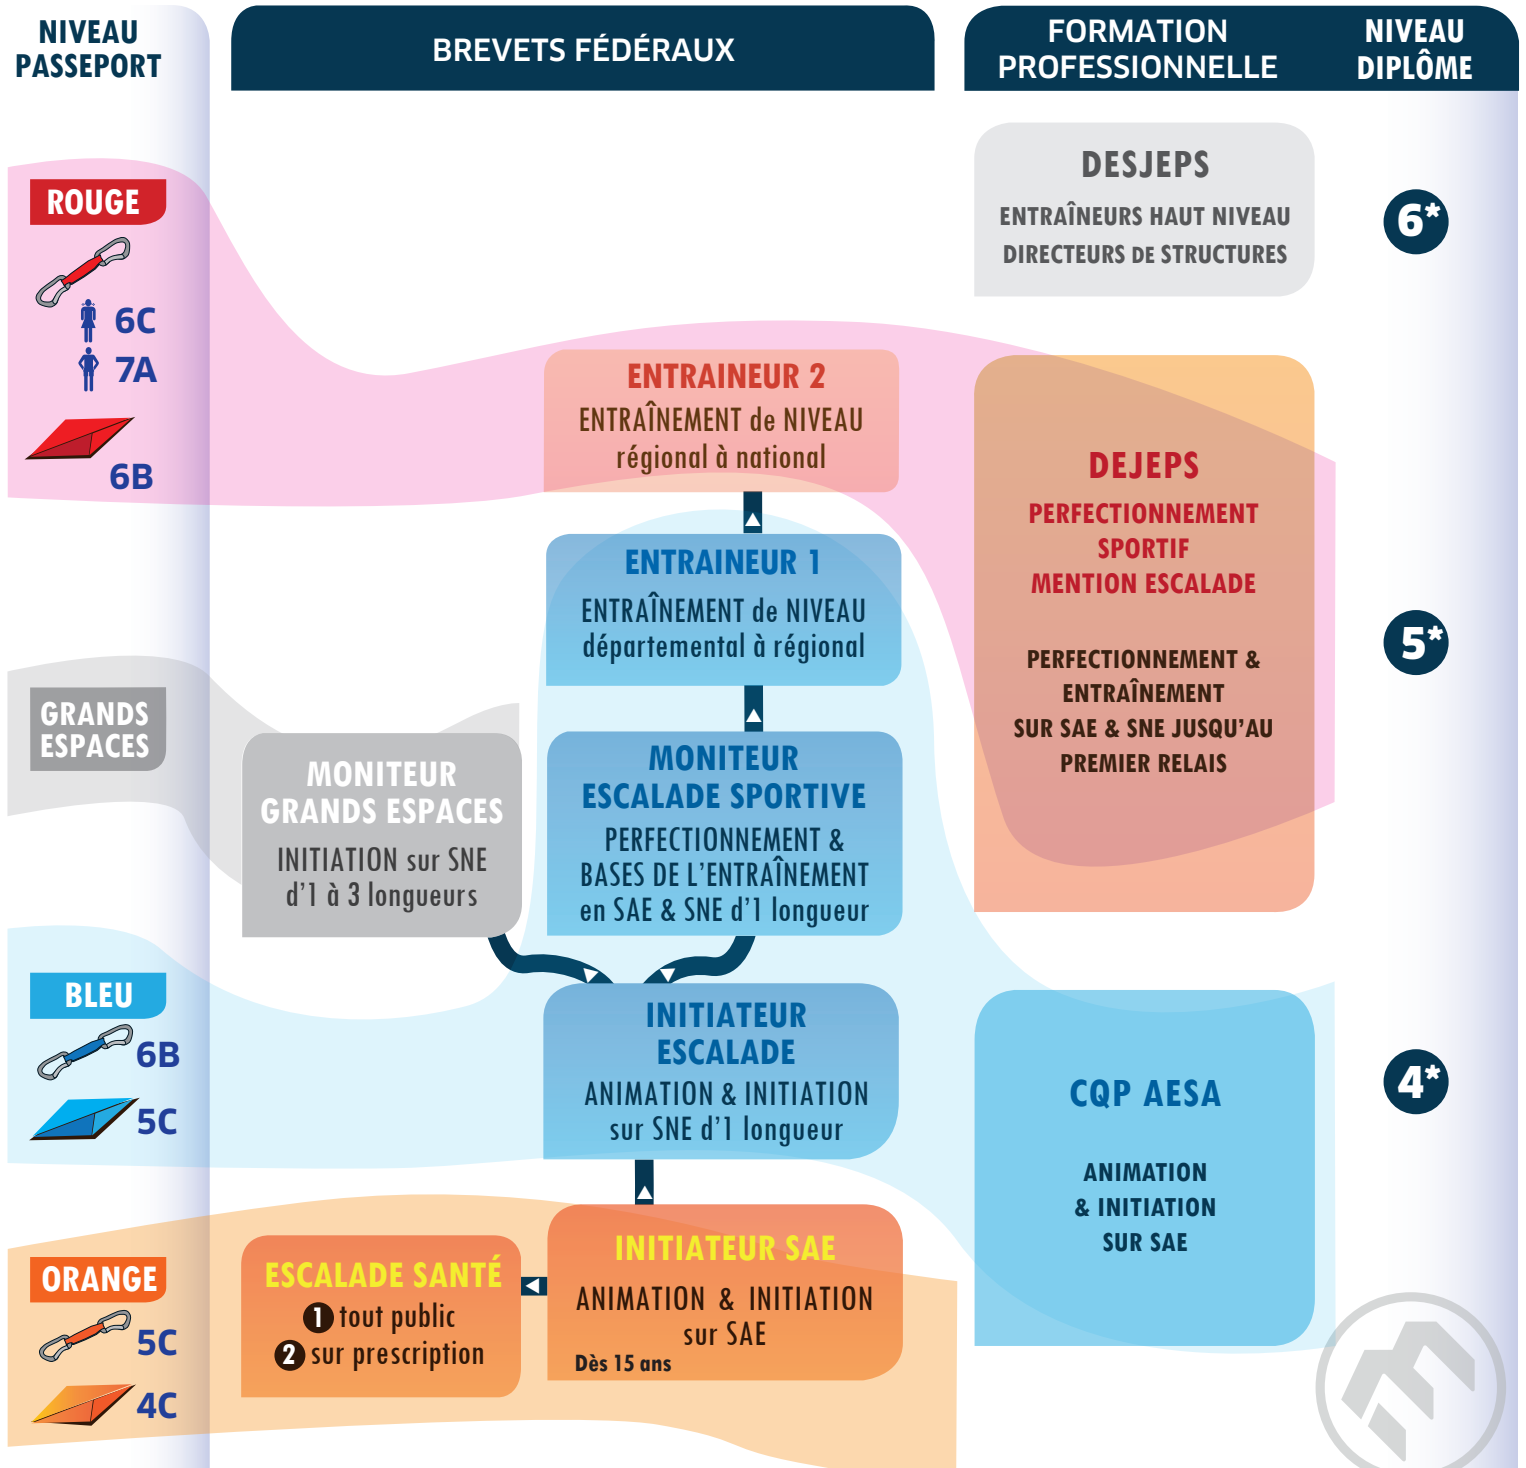 NIVEAU
PASSEPORT
BREVETS FÉDÉRAUX
FORMATION
PROFESSIONNELLE
NIVEAU
DIPLÔME
ROUGE
6C
7A
6B
GRANDS
ESPACES
BLEU
6B
5C
ORANGE
5C
4C
ENTRAINEUR 2
ENTRAÎNEMENT de NIVEAU
régional à national
ENTRAINEUR 1
ENTRAÎNEMENT de NIVEAU
départemental à régional
MONITEUR
GRANDS ESPACES
INITIATION sur SNE
d'1 à 3 longueurs
MONITEUR
ESCALADE SPORTIVE
PERFECTIONNEMENT &
BASES DE L'ENTRAÎNEMENT
en SAE & SNE d'1 longueur
INITIATEUR
ESCALADE
ANIMATION & INITIATION
sur SNE d'1 longueur
ESCALADE SANTÉ
1 tout public
2 sur prescription
INITIATEUR SAE
ANIMATION & INITIATION
sur SAE
Dès 15 ans
DESJEPS
ENTRAÎNEURS HAUT NIVEAU
DIRECTEURS DE STRUCTURES
DEJEPS
PERFECTIONNEMENT
SPORTIF
MENTION ESCALADE
PERFECTIONNEMENT &
ENTRAÎNEMENT
SUR SAE & SNE JUSQU'AU
PREMIER RELAIS
CQP AESA
ANIMATION
& INITIATION
SUR SAE
6*
5*
4*